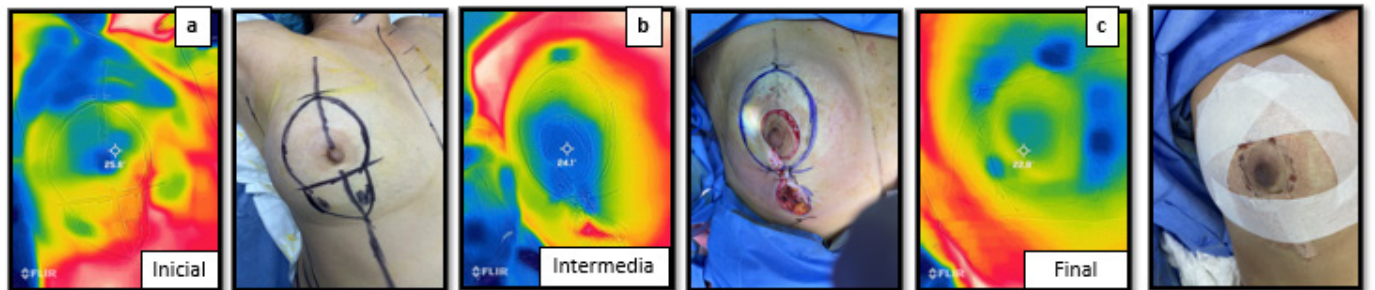 a
25.8°
FLIR
Inicial
b
24.1°
FLIR
Intermedia
c
22.8°
FLIR
Final